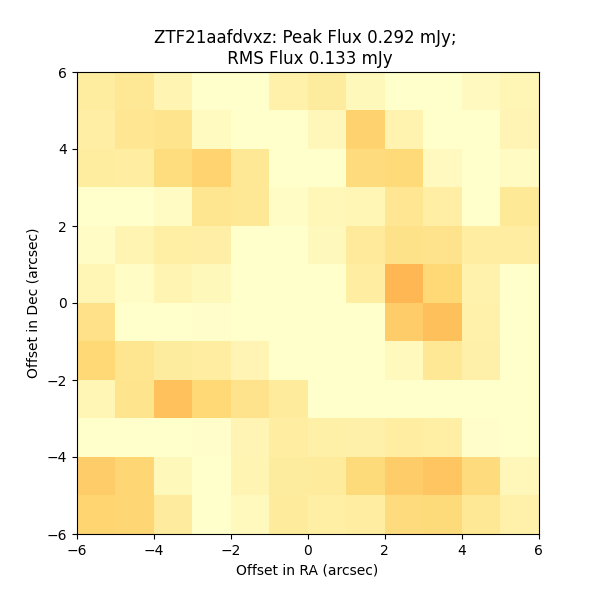 ZTF21aafdvxz: Peak Flux 0.292 mJy;
RMS Flux 0.133 mJy
6
4
2
0
−2
−4
−6
Offset in Dec (arcsec)
−6 −4 −2 0 2 4 6
Offset in RA (arcsec)